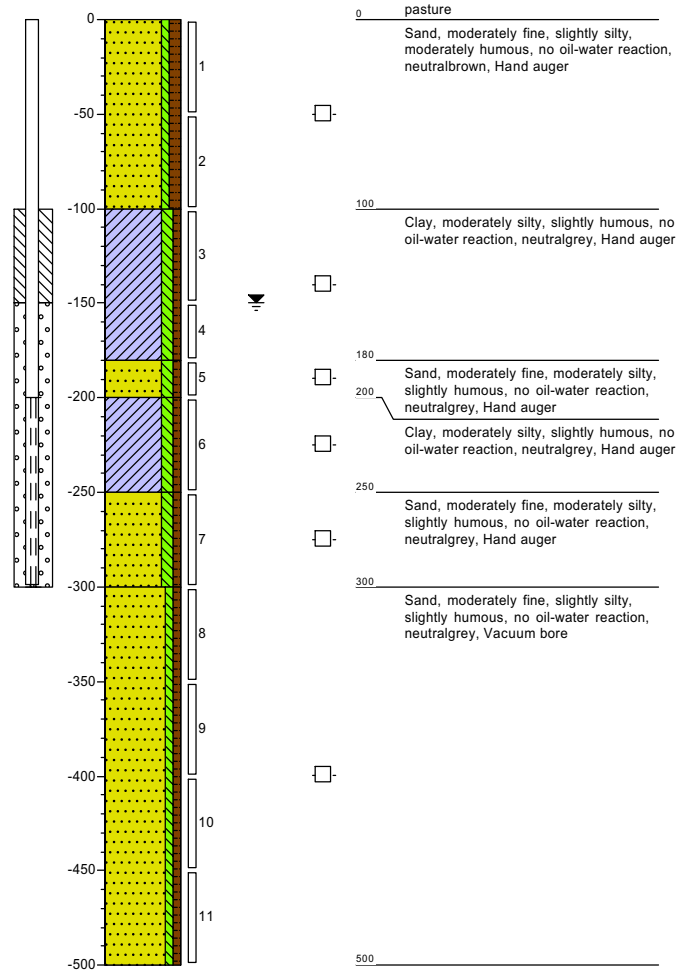 0
-50
-100
-150
-200
-250
-300
-350
-400
-450
-500
1
2
3
4
5
6
7
8
9
10
11
0
pasture
Sand, moderately fine, slightly silty,
moderately humous, no oil-water reaction,
neutralbrown, Hand auger
100
Clay, moderately silty, slightly humous, no
oil-water reaction, neutralgrey, Hand auger
180
Sand, moderately fine, moderately silty,
slightly humous, no oil-water reaction,
neutralgrey, Hand auger
200
Clay, moderately silty, slightly humous, no
oil-water reaction, neutralgrey, Hand auger
250
Sand, moderately fine, moderately silty,
slightly humous, no oil-water reaction,
neutralgrey, Hand auger
300
Sand, moderately fine, slightly silty,
slightly humous, no oil-water reaction,
neutralgrey, Vacuum bore
500